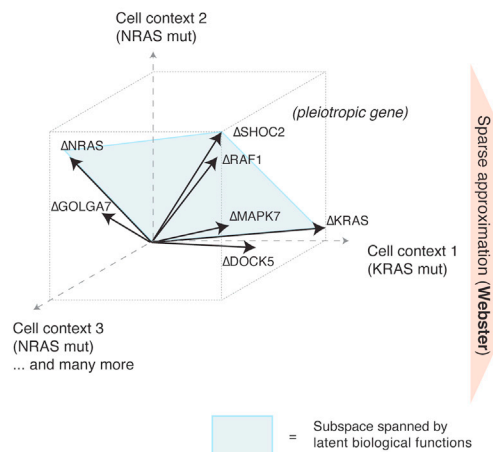 Cell context 2
(NRAS mut)
(pleiotropic gene)
ΔSHOC2
ΔNRAS
ΔRAF1
ΔGOLGA7
ΔMAPK7
ΔKRAS
ΔDOCK5
Cell context 1
(KRAS mut)
Cell context 3
(NRAS mut)
... and many more
Sparse approximation (Webster)
= Subspace spanned by
latent biological functions